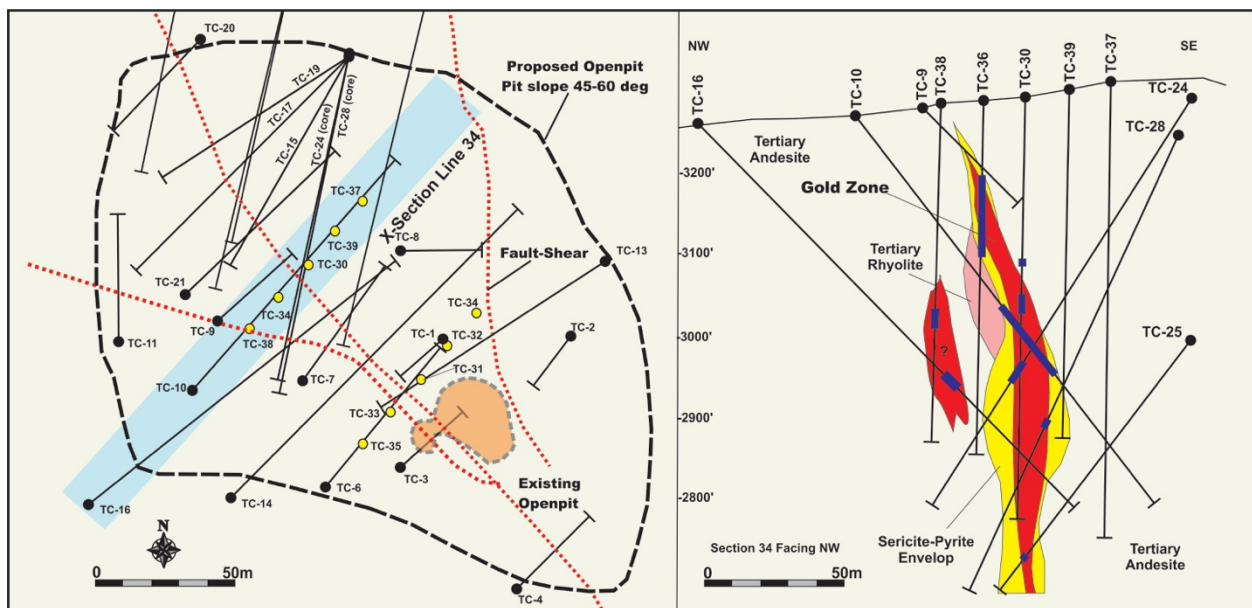 TC-20
TC-19
TC-17
TC-15
TC-24 (core)
TC-28 (core)
Proposed Openpit
Pit slope 45-60 deg
X-Section Line 34
TC-37
TC-39
TC-8
TC-30
TC-13
Fault-Shear
TC-21
TC-34
TC-34
TC-9
TC-38
TC-1
TC-32
TC-2
TC-11
TC-31
TC-10
TC-7
TC-33
TC-35
TC-3
TC-6
Existing
Openpit
TC-16
TC-14
N
0
50m
TC-4
NW
SE
TC-16
TC-10
TC-9
TC-38
TC-36
TC-30
TC-39
TC-37
TC-24
TC-28
Tertiary
Andesite
-3200'
Gold Zone
-3100'
Tertiary
Rhyolite
-3000'
TC-25
?
-2900'
-2800'
Sericite-Pyrite
Envelop
Section 34 Facing NW
Tertiary
Andesite
0
50m